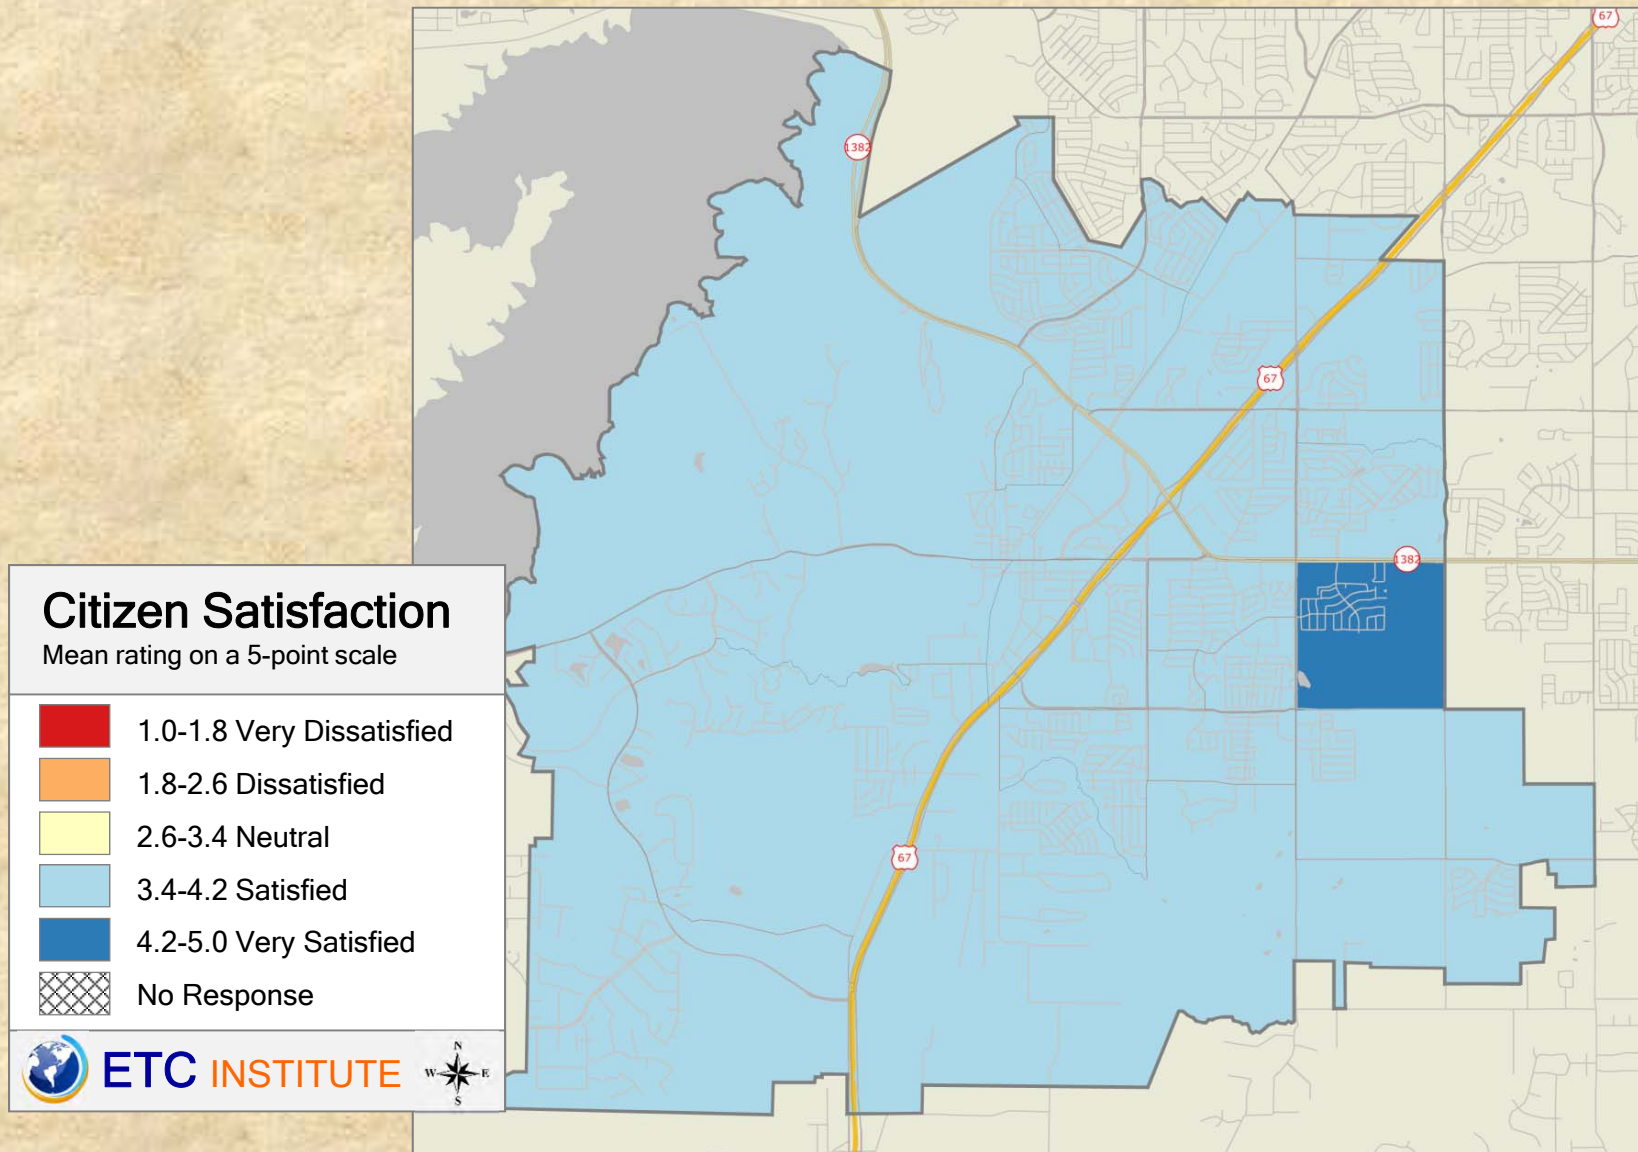 67
1382
67
1382
67
Citizen Satisfaction
Mean rating on a 5-point scale
1.0-1.8 Very Dissatisfied
1.8-2.6 Dissatisfied
2.6-3.4 Neutral
3.4-4.2 Satisfied
4.2-5.0 Very Satisfied
No Response
ETC INSTITUTE
N
W E
S